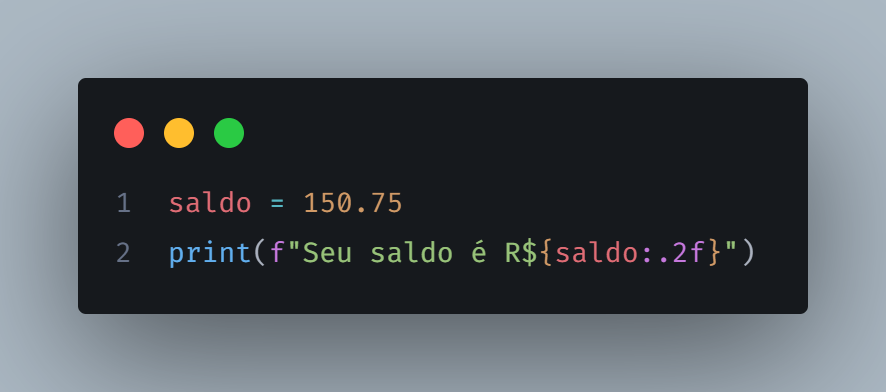 1 saldo = 150.75
2 print(f"Seu saldo é R${saldo:.2f}")